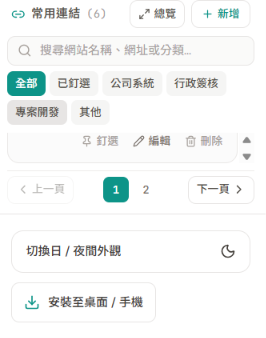 常用連結 (6) 總覽 + 新增
搜尋網站名稱、網址或分類...
全部 已釘選 公司系統 行政簽核
專案開發 其他
釘選 編輯 刪除
上一頁 1 2 下一頁
切換日 / 夜間外觀
安裝至桌面 / 手機